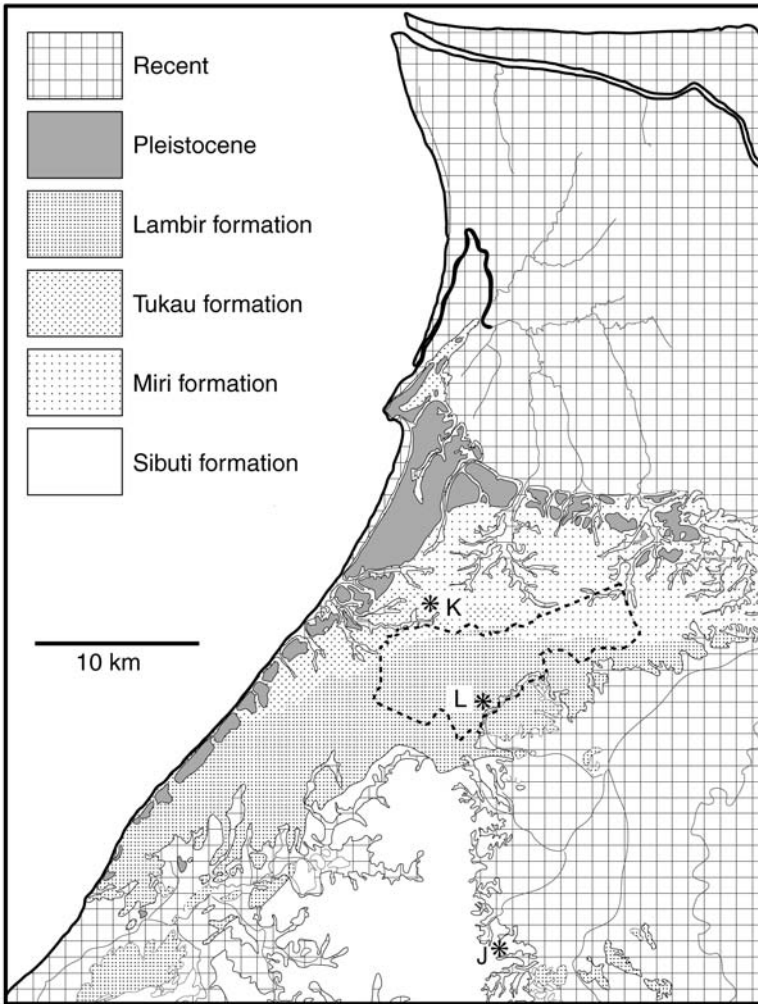 Recent
Pleistocene
Lambir formation
Tukau formation
Miri formation
Sibuti formation
K
10 km
L
J